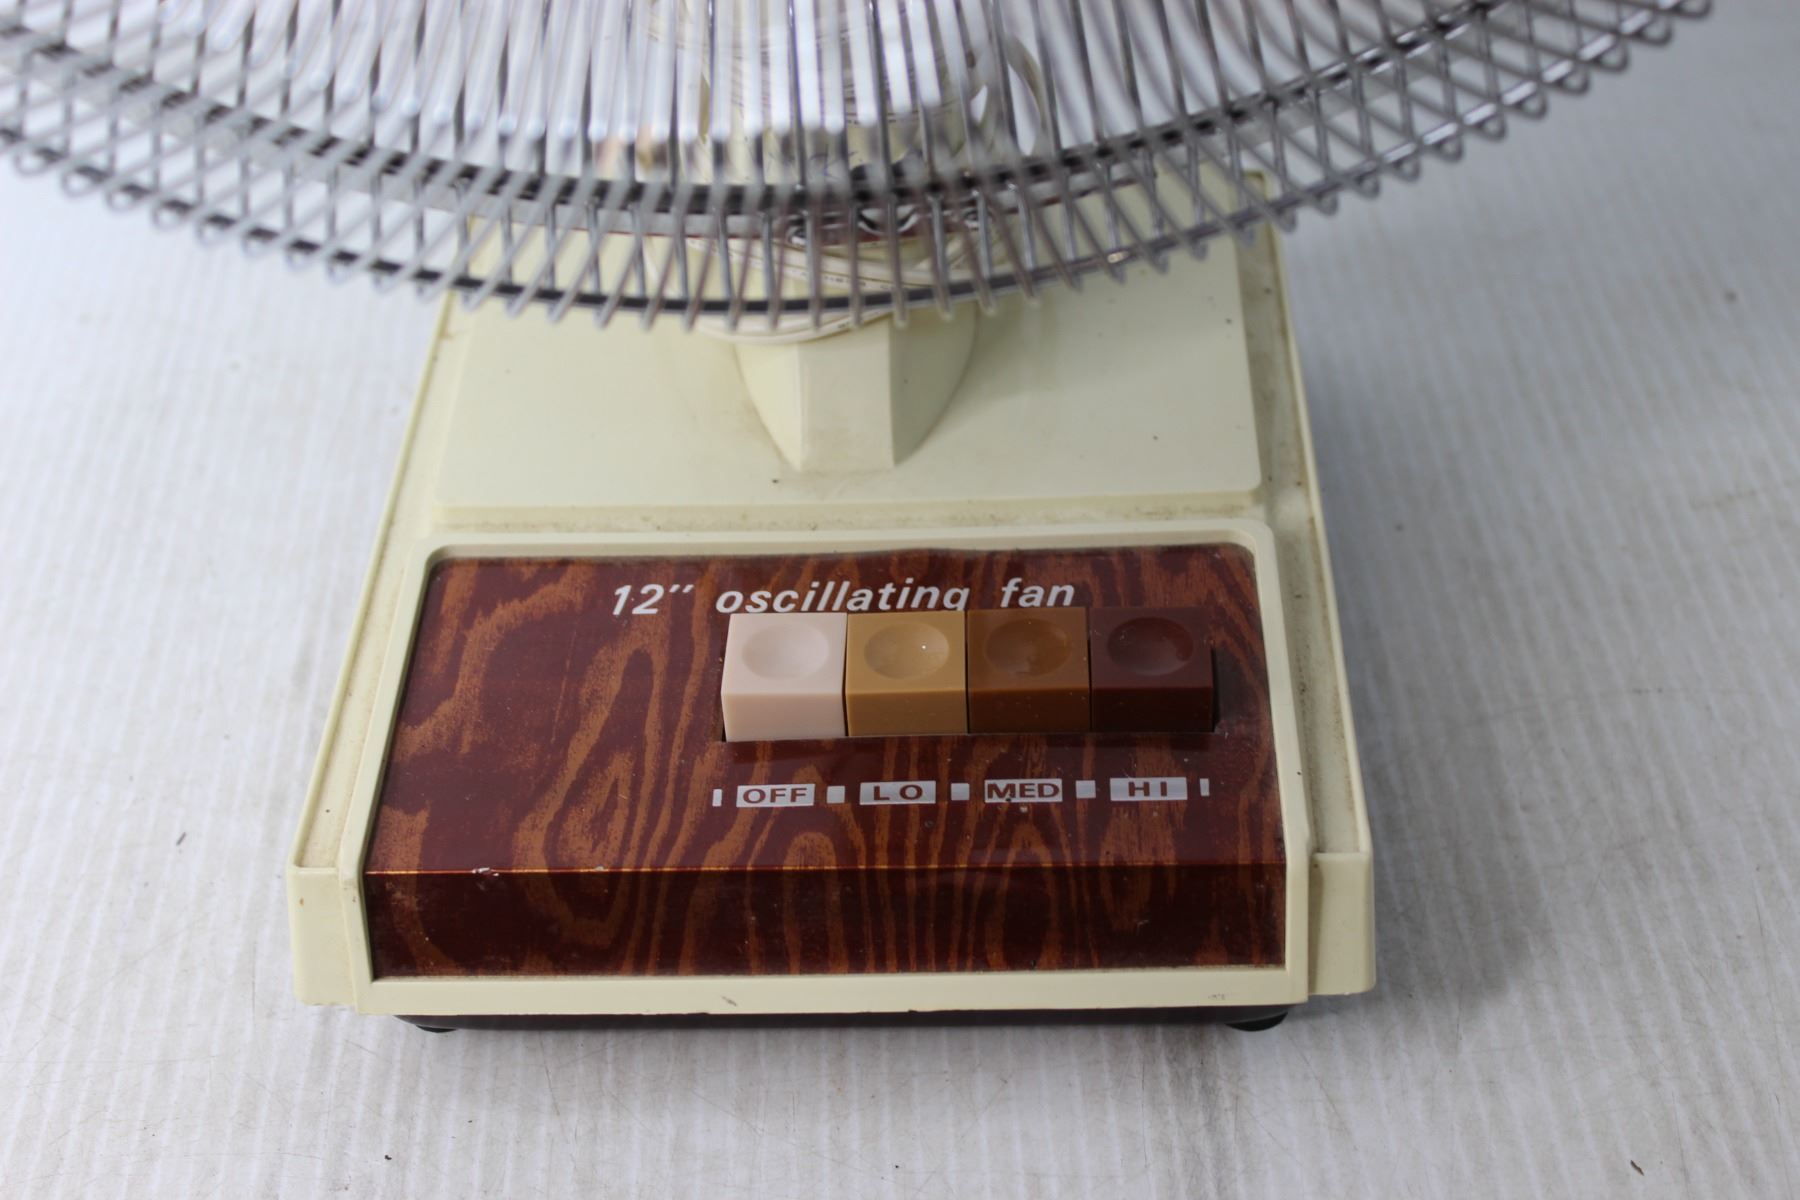 12" oscillating fan
OFF LO MED HI